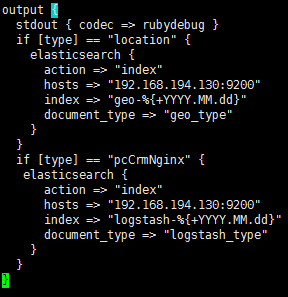 output {
  stdout { codec => rubydebug }
  if [type] == "location" {
    elasticsearch {
      action => "index"
      hosts => "192.168.194.130:9200"
      index => "geo-%{+YYYY.MM.dd}"
      document_type => "geo_type"
    }
  }
  if [type] == "pcCrmNginx" {
   elasticsearch {
      action => "index"
      hosts => "192.168.194.130:9200"
      index => "logstash-%{+YYYY.MM.dd}"
      document_type => "logstash_type"
    }
  }
}